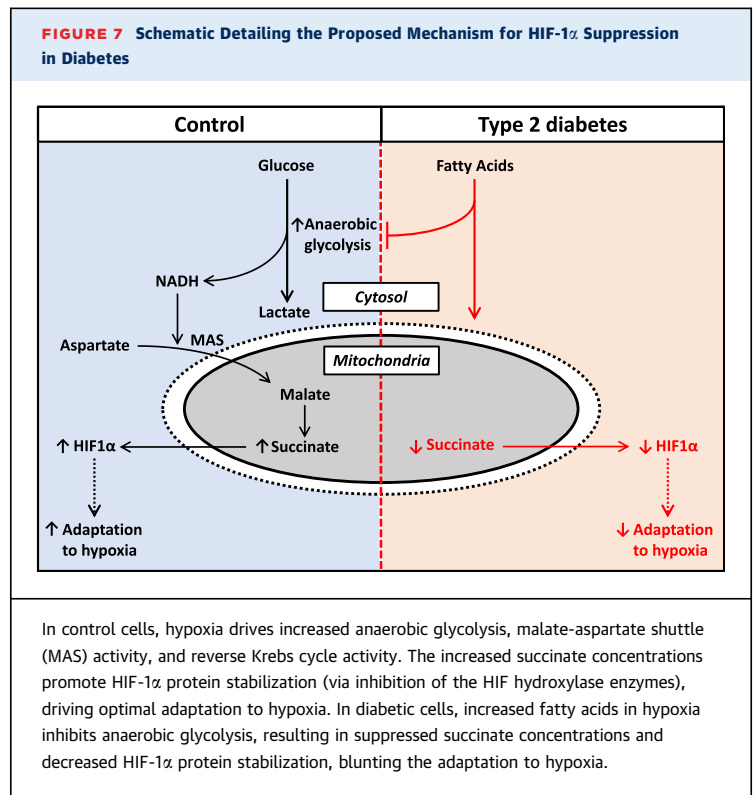 FIGURE 7 Schematic Detailing the Proposed Mechanism for HIF-1α Suppression
in Diabetes
Control
Type 2 diabetes
Glucose
Fatty Acids
↑Anaerobic
glycolysis
NADH
Lactate
Cytosol
Aspartate
MAS
Mitochondria
Malate
↑ HIF1α
↑Succinate
↓ Succinate
↓ HIF1α
↑ Adaptation
to hypoxia
↓ Adaptation
to hypoxia
In control cells, hypoxia drives increased anaerobic glycolysis, malate-aspartate shuttle
(MAS) activity, and reverse Krebs cycle activity. The increased succinate concentrations
promote HIF-1α protein stabilization (via inhibition of the HIF hydroxylase enzymes),
driving optimal adaptation to hypoxia. In diabetic cells, increased fatty acids in hypoxia
inhibits anaerobic glycolysis, resulting in suppressed succinate concentrations and
decreased HIF-1α protein stabilization, blunting the adaptation to hypoxia.